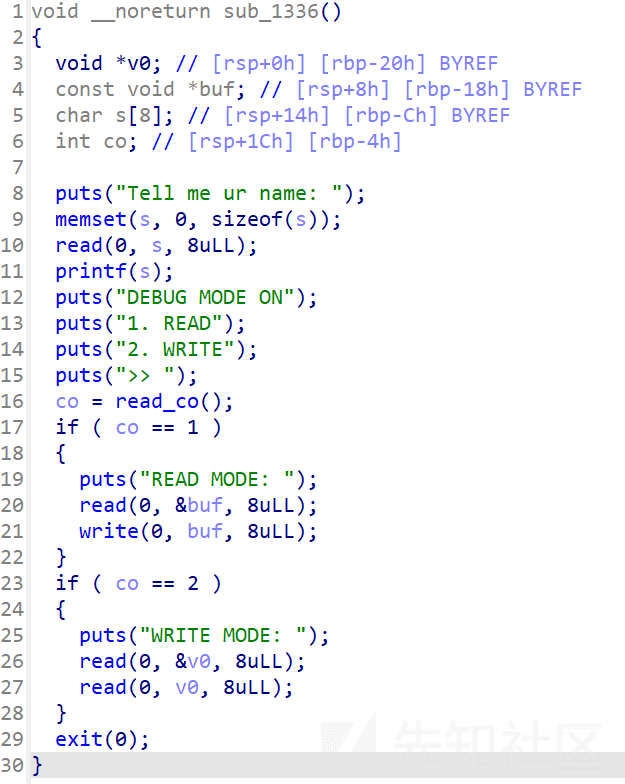 1 void __noreturn sub_1336()
2 {
3 void *v0; // [rsp+0h] [rbp-20h] BYREF
4 const void *buf; // [rsp+8h] [rbp-18h] BYREF
5 char s[8]; // [rsp+14h] [rbp-Ch] BYREF
6 int co; // [rsp+1Ch] [rbp-4h]
7
8 puts("Tell me ur name: ");
9 memset(s, 0, sizeof(s));
10 read(0, s, 8uLL);
11 printf(s);
12 puts("DEBUG MODE ON");
13 puts("1. READ");
14 puts("2. WRITE");
15 puts(">> ");
16 co = read_co();
17 if ( co == 1 )
18 {
19 puts("READ MODE: ");
20 read(0, &buf, 8uLL);
21 write(0, buf, 8uLL);
22 }
23 if ( co == 2 )
24 {
25 puts("WRITE MODE: ");
26 read(0, &v0, 8uLL);
27 read(0, v0, 8uLL);
28 }
29 exit(0);
30 }
先知社区